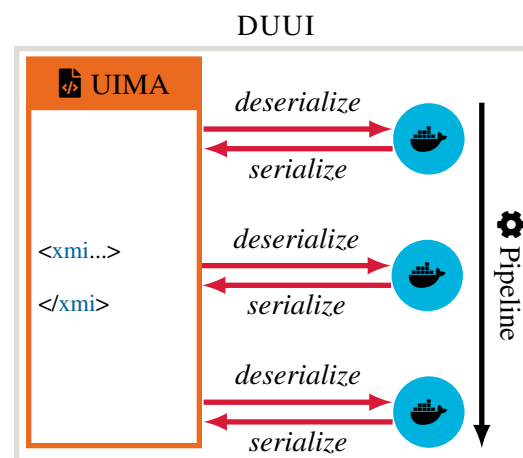 DUUI
UIMA
deserialize
serialize
<xmi...>
deserialize
serialize
</xmi>
deserialize
serialize
Pipeline